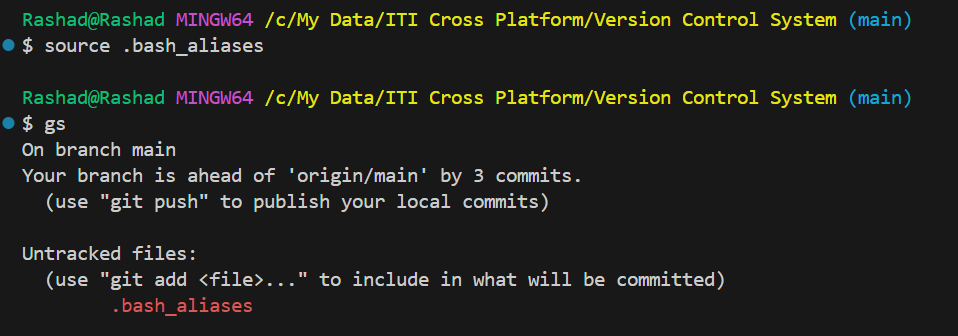 Rashad@Rashad MINGW64 /c/My Data/ITI Cross Platform/Version Control System (main)
$ source .bash_aliases
Rashad@Rashad MINGW64 /c/My Data/ITI Cross Platform/Version Control System (main)
$ gs
On branch main
Your branch is ahead of 'origin/main' by 3 commits.
(use "git push" to publish your local commits)
Untracked files:
(use "git add <file>..." to include in what will be committed)
.bash_aliases